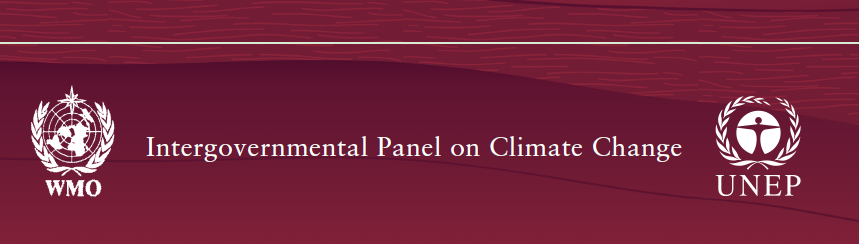 WMO
Intergovernmental Panel on Climate Change
UNEP